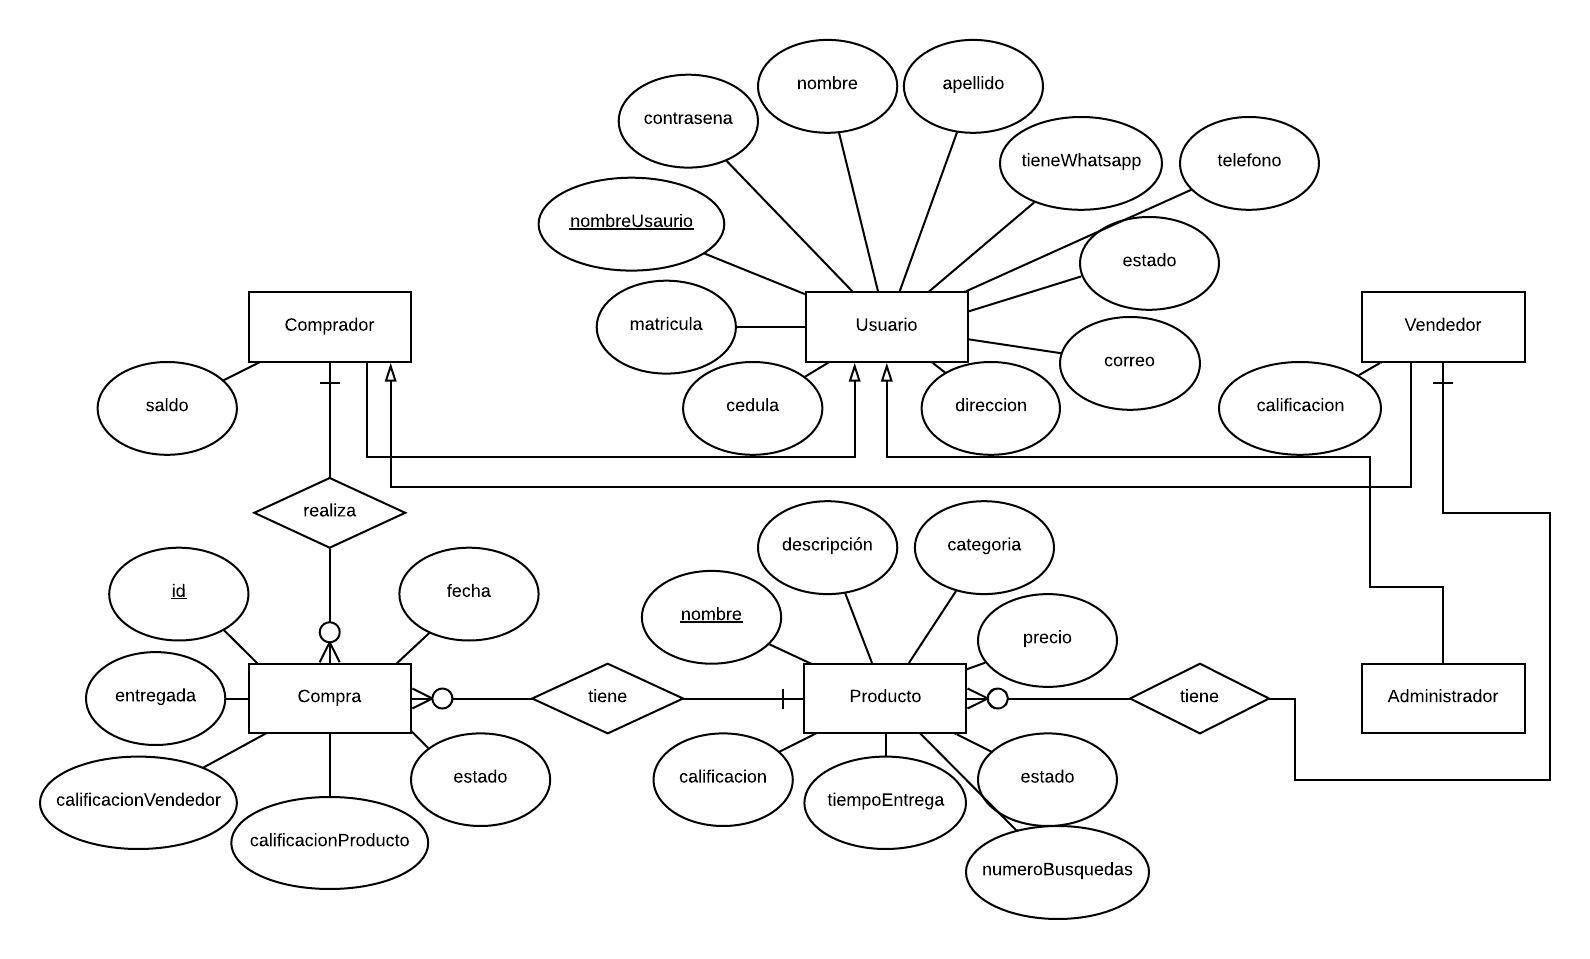 nombre
apellido
contrasena
tieneWhatsapp
telefono
nombreUsaurio
estado
matricula
Comprador
Usuario
Vendedor
correo
saldo
cedula
direccion
calificacion
realiza
descripción
categoria
id
fecha
nombre
precio
entregada
Compra
tiene
Producto
tiene
Administrador
calificacionVendedor
estado
calificacion
tiempoEntrega
estado
calificacionProducto
numeroBusquedas